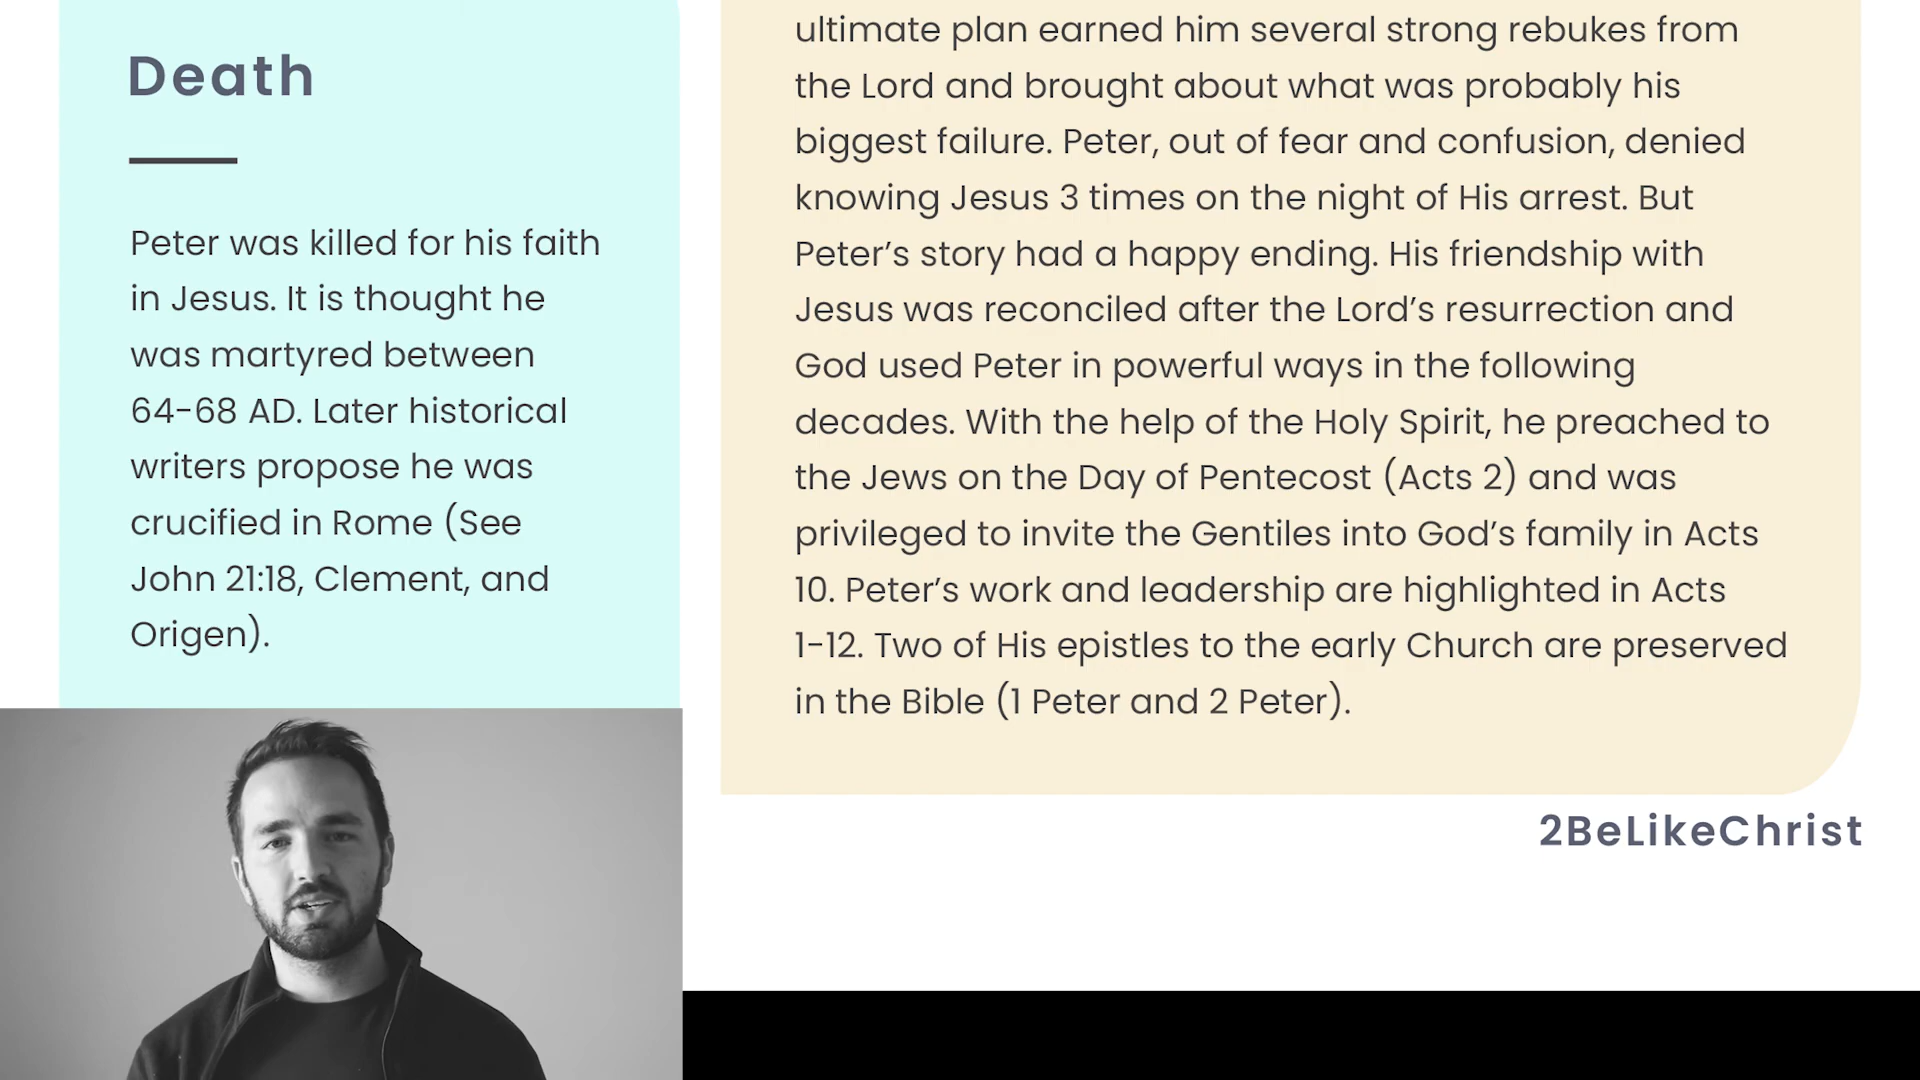 Death
Peter was killed for his faith
in Jesus. It is thought he
was martyred between
64-68 AD. Later historical
writers propose he was
crucified in Rome (See
John 21:18, Clement, and
Origen).
ultimate plan earned him several strong rebukes from
the Lord and brought about what was probably his
biggest failure. Peter, out of fear and confusion, denied
knowing Jesus 3 times on the night of His arrest. But
Peter’s story had a happy ending. His friendship with
Jesus was reconciled after the Lord’s resurrection and
God used Peter in powerful ways in the following
decades. With the help of the Holy Spirit, he preached to
the Jews on the Day of Pentecost (Acts 2) and was
privileged to invite the Gentiles into God’s family in Acts
10. Peter’s work and leadership are highlighted in Acts
1-12. Two of His epistles to the early Church are preserved
in the Bible (1 Peter and 2 Peter).
2BeLikeChrist